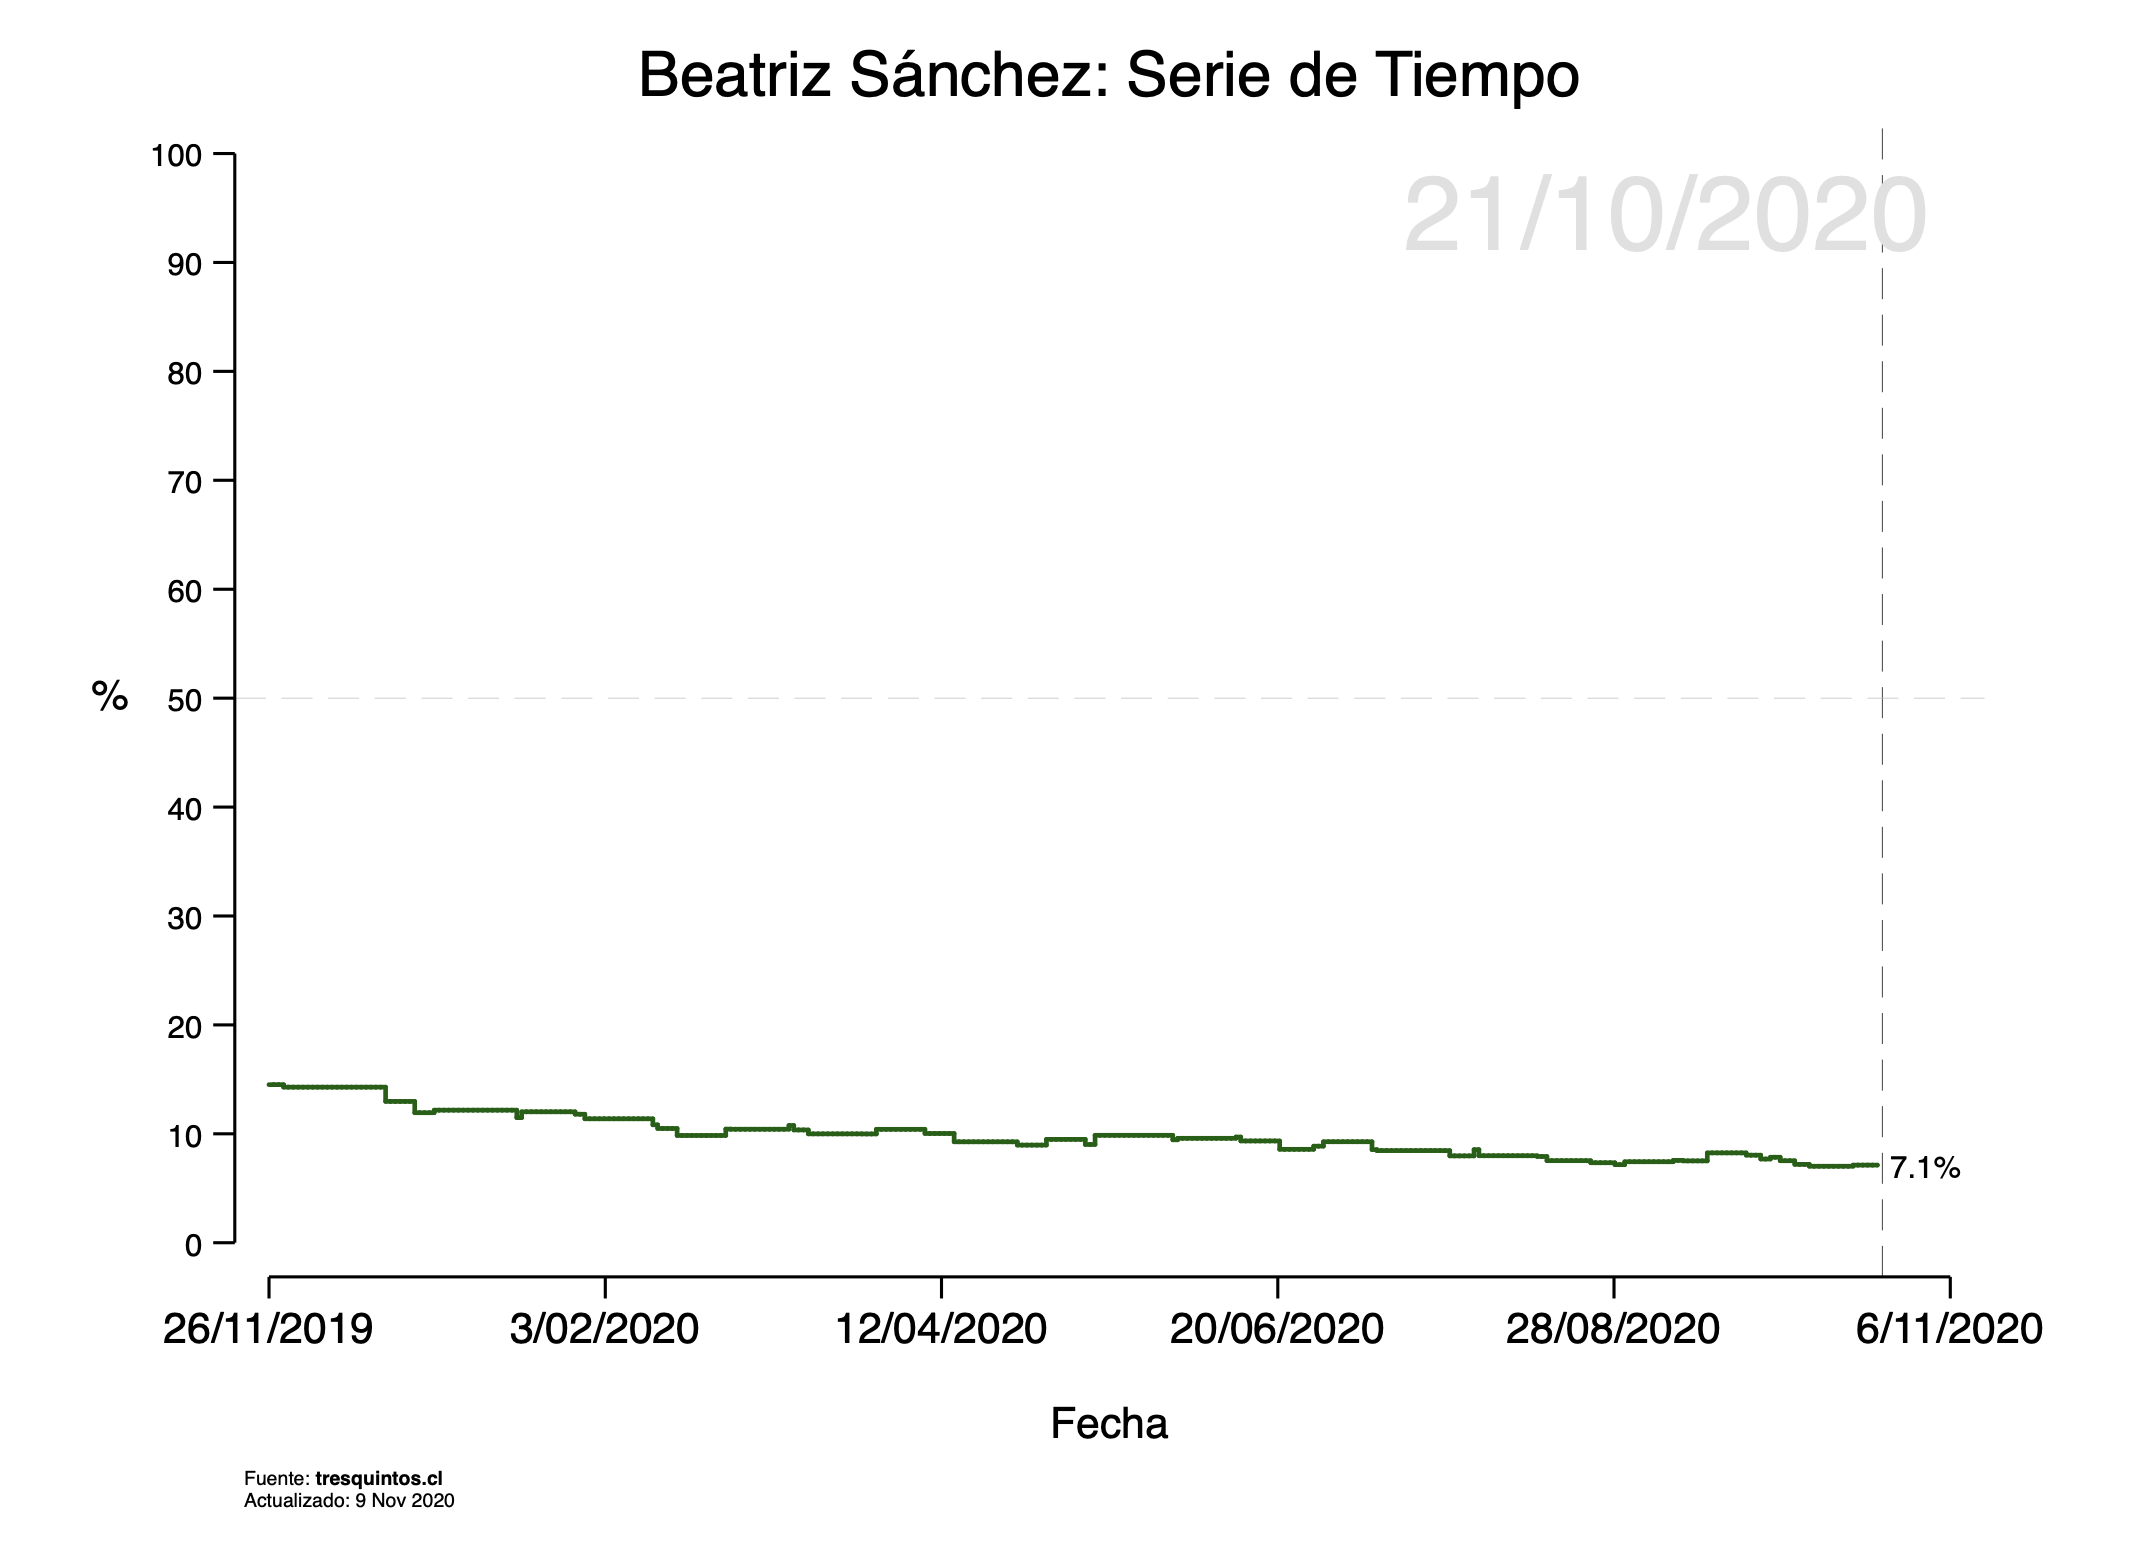 Beatriz Sánchez: Serie de Tiempo
21/10/2020
100
90
80
70
60
50
40
30
20
10
0
%
7.1%
26/11/2019 3/02/2020 12/04/2020 20/06/2020 28/08/2020 6/11/2020
Fecha
Fuente: tresquintos.cl
Actualizado: 9 Nov 2020